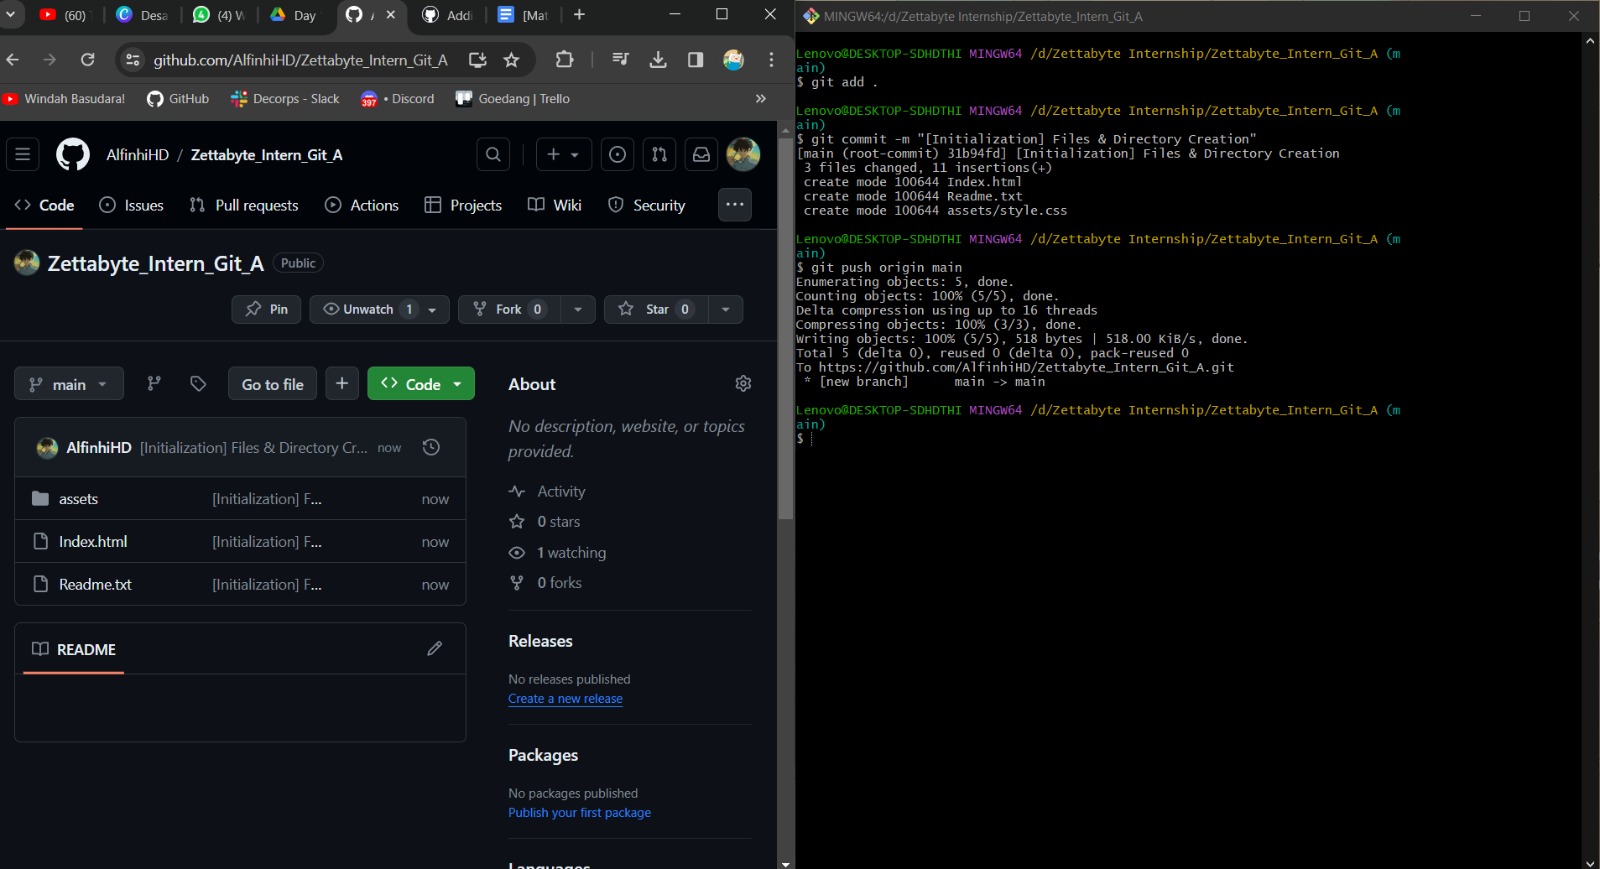 (60)
Desa
(4) W
Day
Addi
[Mat
github.com/AlfinhiHD/Zettabyte_Intern_Git_A
Windah Basudara!
GitHub
Decorps - Slack
397
• Discord
Goedang | Trello
»
AlfinhiHD / Zettabyte_Intern_Git_A
<> Code
Issues
Pull requests
Actions
Projects
Wiki
Security
Zettabyte_Intern_Git_A Public
Pin
Unwatch 1
Fork 0
Star 0
main
Go to file
+
<> Code
AlfinhiHD [Initialization] Files & Directory Cr... now
assets [Initialization] F... now
Index.html [Initialization] F... now
Readme.txt [Initialization] F... now
README
About
No description, website, or topics
provided.
Activity
0 stars
1 watching
0 forks
Releases
No releases published
Create a new release
Packages
No packages published
Publish your first package
Languages
MINGW64:/d/Zettabyte Internship/Zettabyte_Intern_Git_A
Lenovo@DESKTOP-SDHDTHI MINGW64 /d/Zettabyte Internship/Zettabyte_Intern_Git_A (m
ain)
$ git add .
Lenovo@DESKTOP-SDHDTHI MINGW64 /d/Zettabyte Internship/Zettabyte_Intern_Git_A (m
ain)
$ git commit -m "[Initialization] Files & Directory Creation"
[main (root-commit) 31b94fd] [Initialization] Files & Directory Creation
3 files changed, 11 insertions(+)
create mode 100644 Index.html
create mode 100644 Readme.txt
create mode 100644 assets/style.css
Lenovo@DESKTOP-SDHDTHI MINGW64 /d/Zettabyte Internship/Zettabyte_Intern_Git_A (m
ain)
$ git push origin main
Enumerating objects: 5, done.
Counting objects: 100% (5/5), done.
Delta compression using up to 16 threads
Compressing objects: 100% (3/3), done.
Writing objects: 100% (5/5), 518 bytes | 518.00 KiB/s, done.
Total 5 (delta 0), reused 0 (delta 0), pack-reused 0
To https://github.com/AlfinhiHD/Zettabyte_Intern_Git_A.git
* [new branch]      main -> main
Lenovo@DESKTOP-SDHDTHI MINGW64 /d/Zettabyte Internship/Zettabyte_Intern_Git_A (m
ain)
$